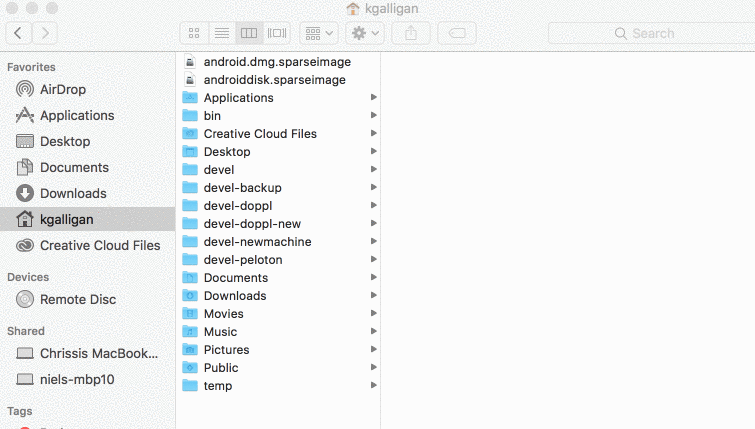 kgalligan
Search
Favorites
AirDrop
Applications
Desktop
Documents
Downloads
kgalligan
Creative Cloud Files
Devices
Remote Disc
Shared
Chrissis MacBook...
niels-mbp10
Tags
android.dmg.sparseimage
androiddisk.sparseimage
Applications
bin
Creative Cloud Files
Desktop
devel
devel-backup
devel-doppl
devel-doppl-new
devel-newmachine
devel-peloton
Documents
Downloads
Movies
Music
Pictures
Public
temp